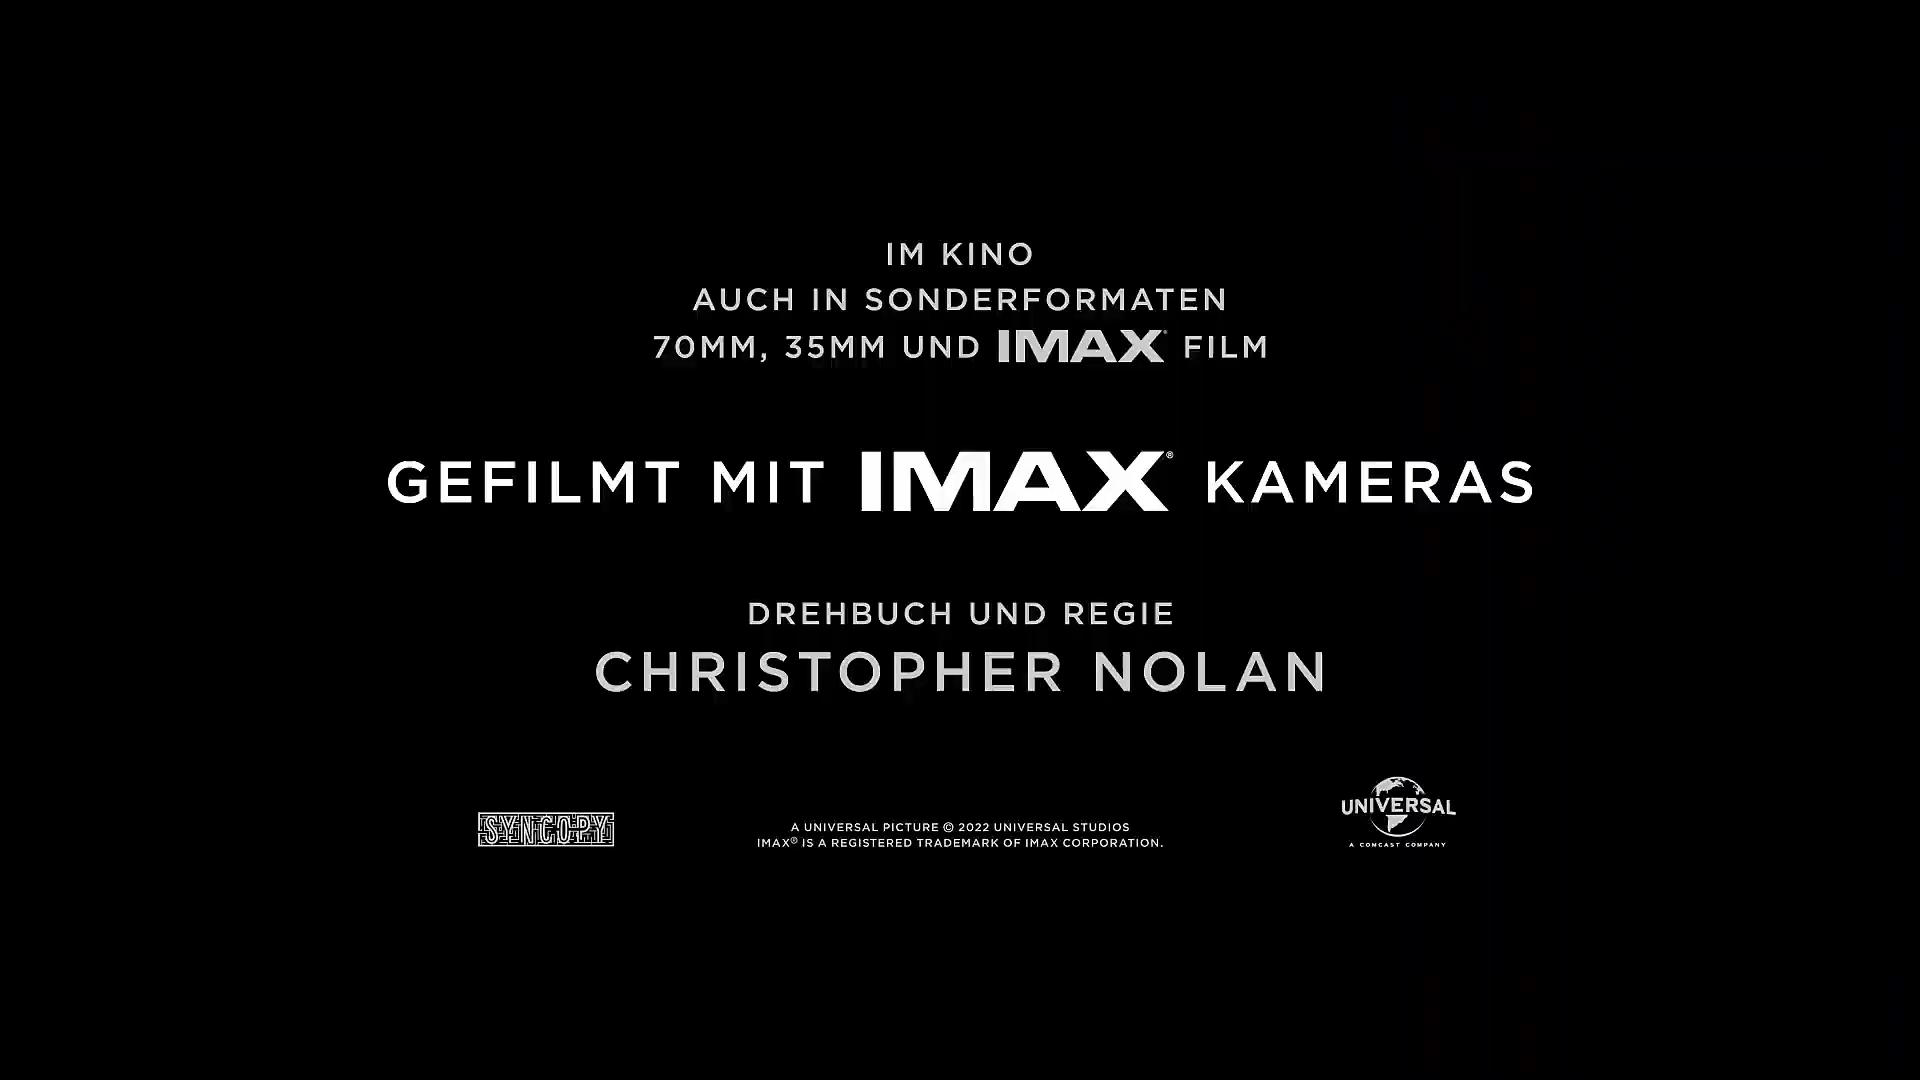 IM KINO
AUCH IN SONDERFORMATEN
70MM, 35MM UND IMAX® FILM
GEFILMT MIT IMAX® KAMERAS
DREHBUCH UND REGIE
CHRISTOPHER NOLAN
SYNCOPY
A UNIVERSAL PICTURE © 2022 UNIVERSAL STUDIOS
IMAX® IS A REGISTERED TRADEMARK OF IMAX CORPORATION.
UNIVERSAL
A COMCAST COMPANY